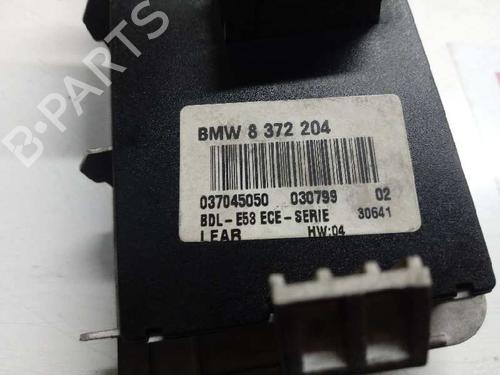 B-PARTS
BMW 8 372 204
037045050 030799 02
BDL-E53 ECE-SERIE 30641
LEAR HW:04